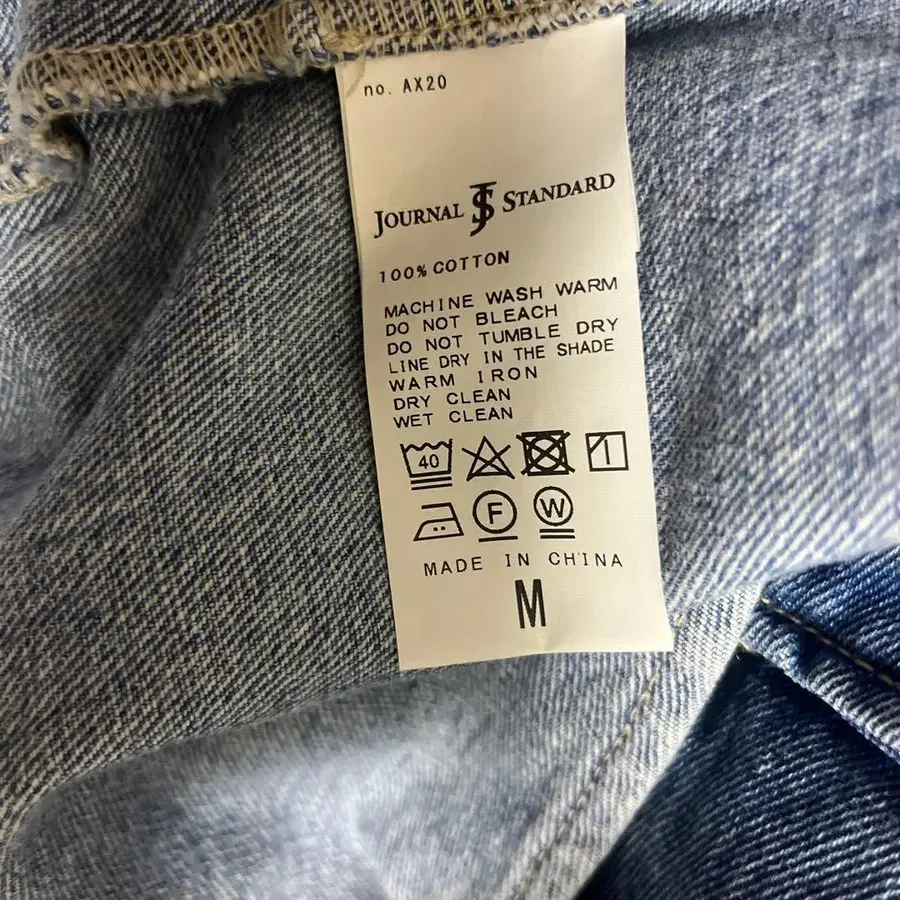 no. AX20
JOURNAL JS STANDARD
100% COTTON
MACHINE WASH WARM
DO NOT BLEACH
DO NOT TUMBLE DRY
LINE DRY IN THE SHADE
WARM IRON
DRY CLEAN
WET CLEAN
40
F W
MADE IN CHINA
M